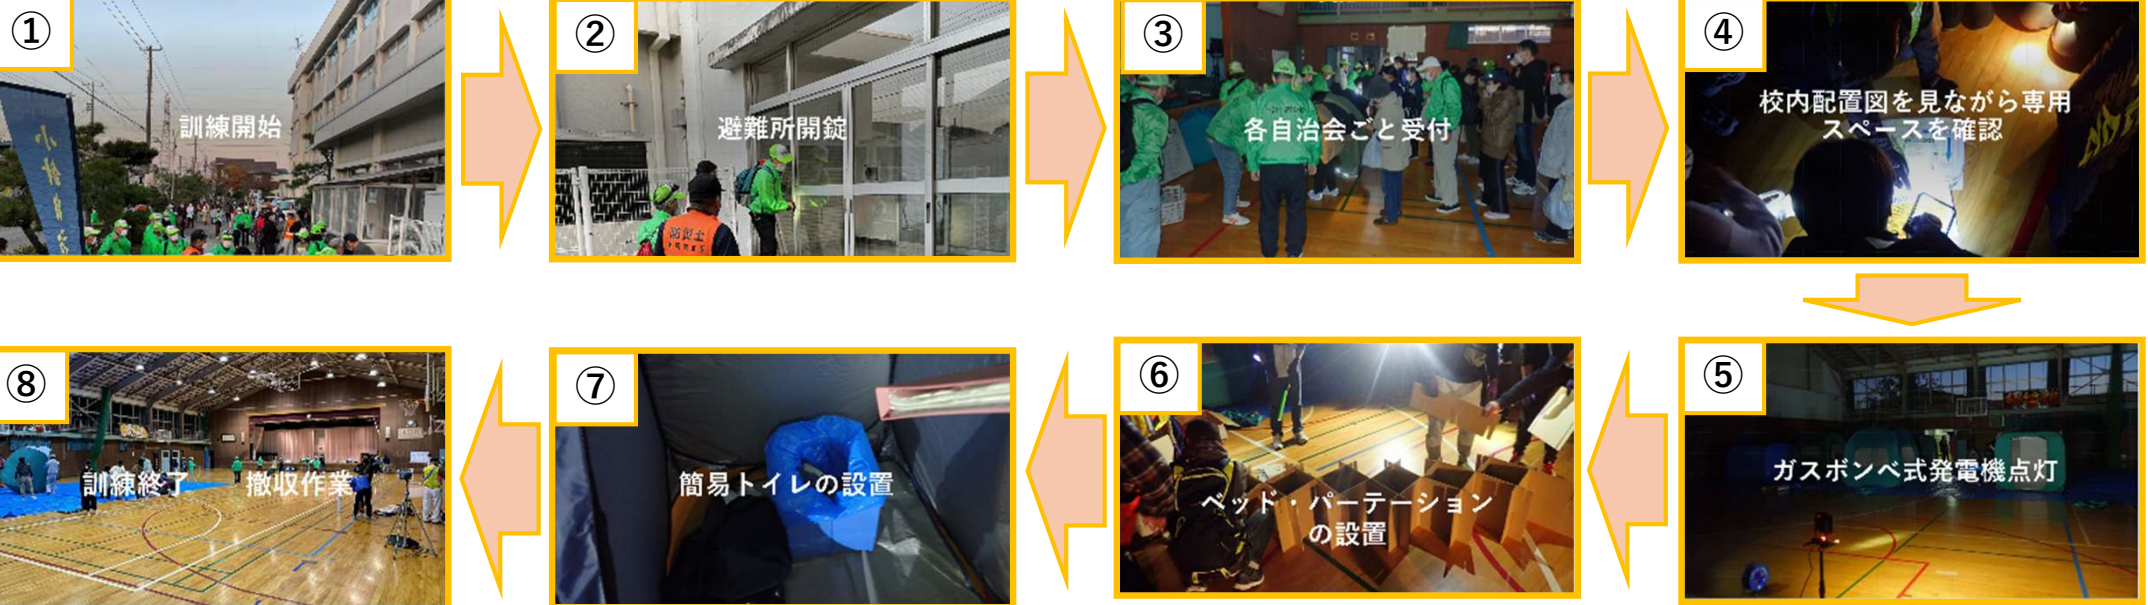 ①
訓練開始
②
避難所開錠
防災士
③
各自治会ごと受付
④
校内配置図を見ながら専用
スペースを確認
⑤
ガスボンベ式発電機点灯
⑥
ベッド・パーテーション
の設置
⑦
簡易トイレの設置
⑧
訓練終了 撤収作業